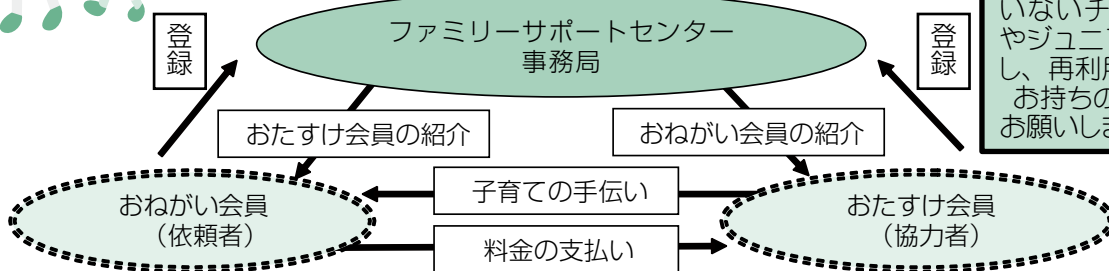 ファミリーサポートセンター
事務局
登録
登録
いないチ
やジュニ
し、再利用
お持ちの
お願いしま
おたすけ会員の紹介
おねがい会員の紹介
子育ての手伝い
おねがい会員
（依頼者）
おたすけ会員
（協力者）
料金の支払い